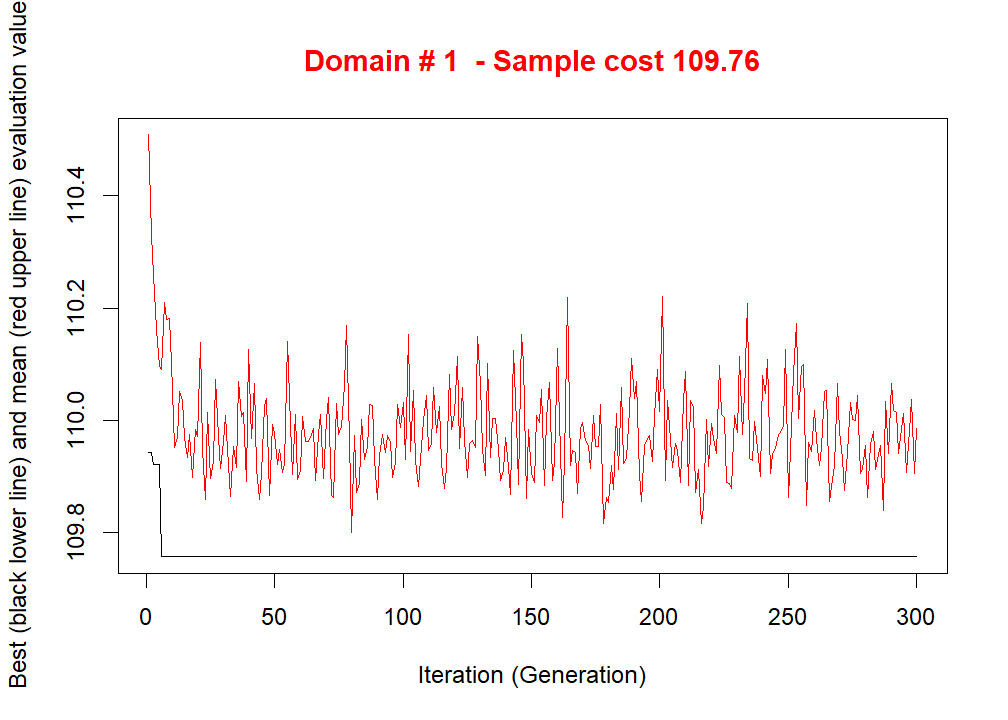 Domain # 1  - Sample cost 109.76
Best (black lower line) and mean (red upper line) evaluation value
110.4
110.2
110.0
109.8
0 50 100 150 200 250 300
Iteration (Generation)